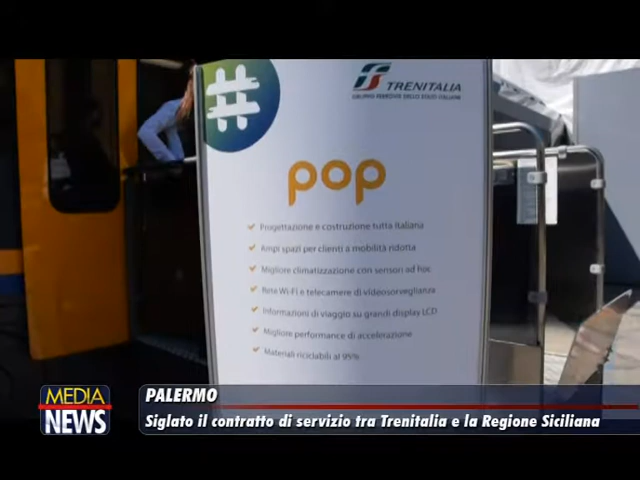 #
TRENITALIA
GRUPPO FERROVIE DELLO STATO ITALIANE
pop
Progettazione e costruzione tutta italiana
Ampi spazi per clienti a mobilità ridotta
Migliore climatizzazione con sensori ad hoc
Rete Wi-Fi e telecamere di videosorveglianza
Informazioni di viaggio su grandi display LCD
Migliore performance di accelerazione
Materiali riciclabili al 95%
MEDIA
NEWS
PALERMO
Siglato il contratto di servizio tra Trenitalia e la Regione Siciliana